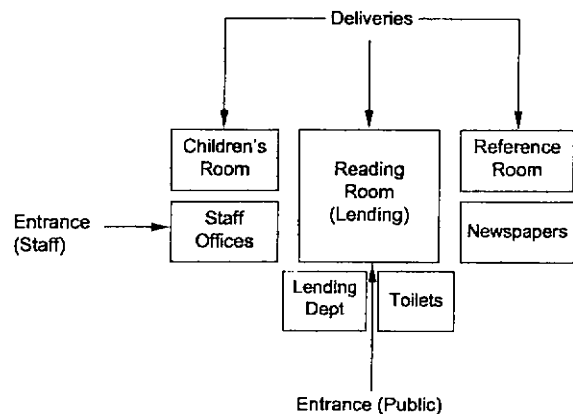 Deliveries
Children's
Room
Reading
Room
(Lending)
Reference
Room
Entrance
(Staff)
Staff
Offices
Newspapers
Lending
Dept
Toilets
Entrance (Public)